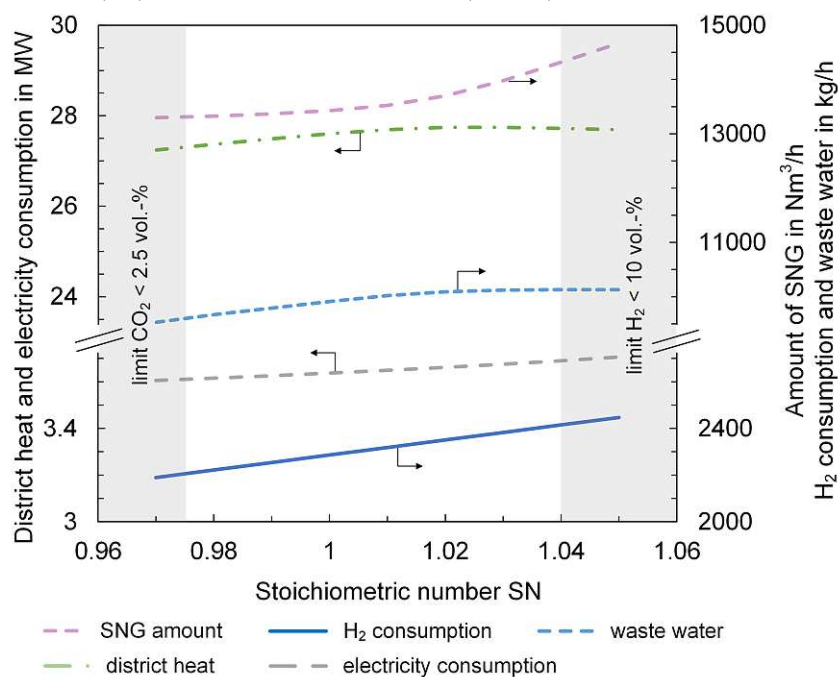 30
15000
28
13000
26
11000
24
3.4
2400
3
2000
0.96
0.98
1
1.02
1.04
1.06
District heat and electricity consumption in MW
limit CO₂ < 2.5 vol.-%
limit H₂ < 10 vol.-%
Amount of SNG in Nm³/h
H₂ consumption and waste water in kg/h
Stoichiometric number SN
SNG amount
H₂ consumption
waste water
district heat
electricity consumption